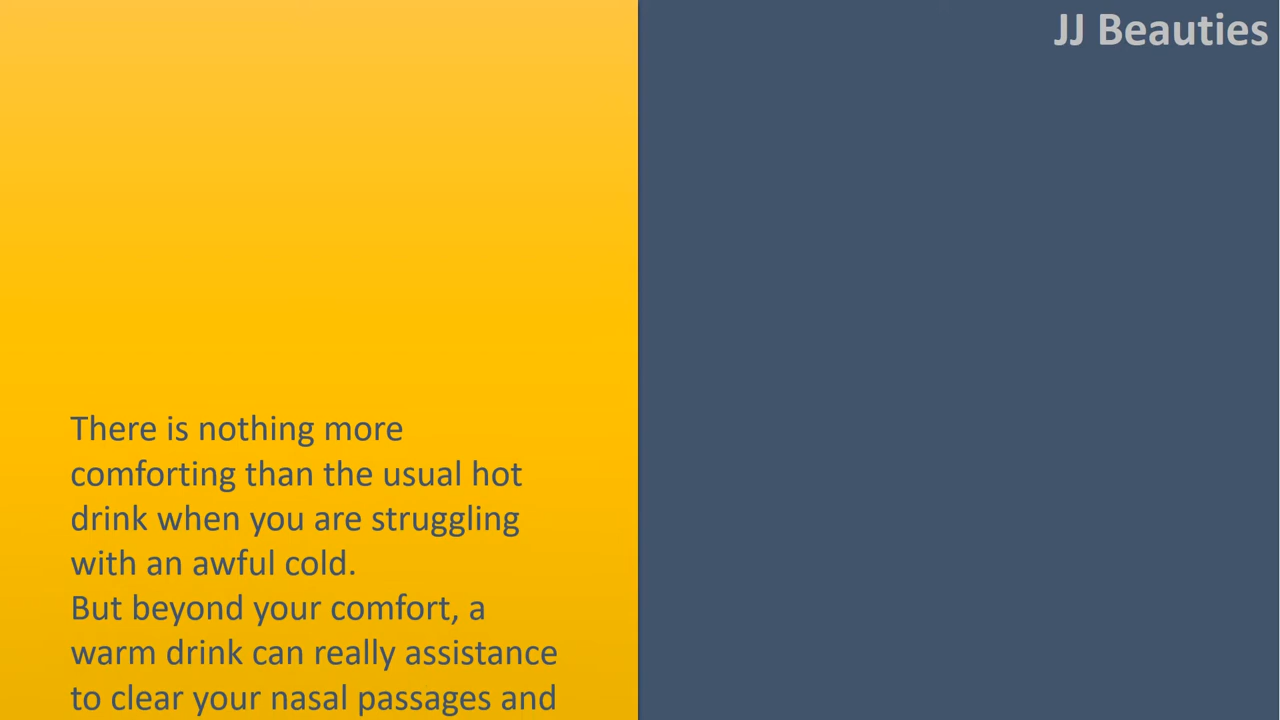 JJ Beauties
There is nothing more
comforting than the usual hot
drink when you are struggling
with an awful cold.
But beyond your comfort, a
warm drink can really assistance
to clear your nasal passages and